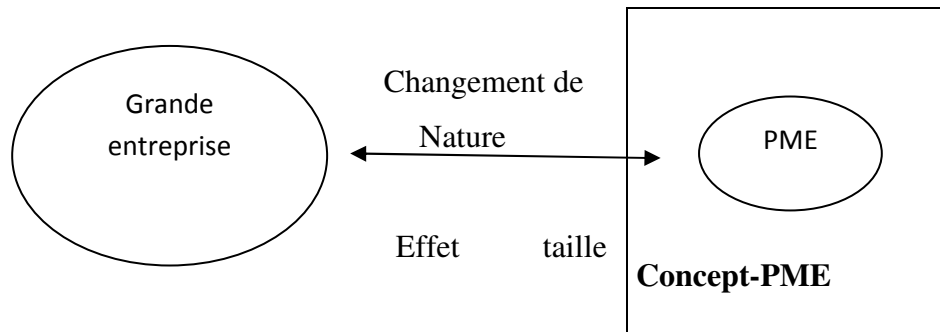 Grande
entreprise
Changement de
Nature
Effet taille
PME
Concept-PME